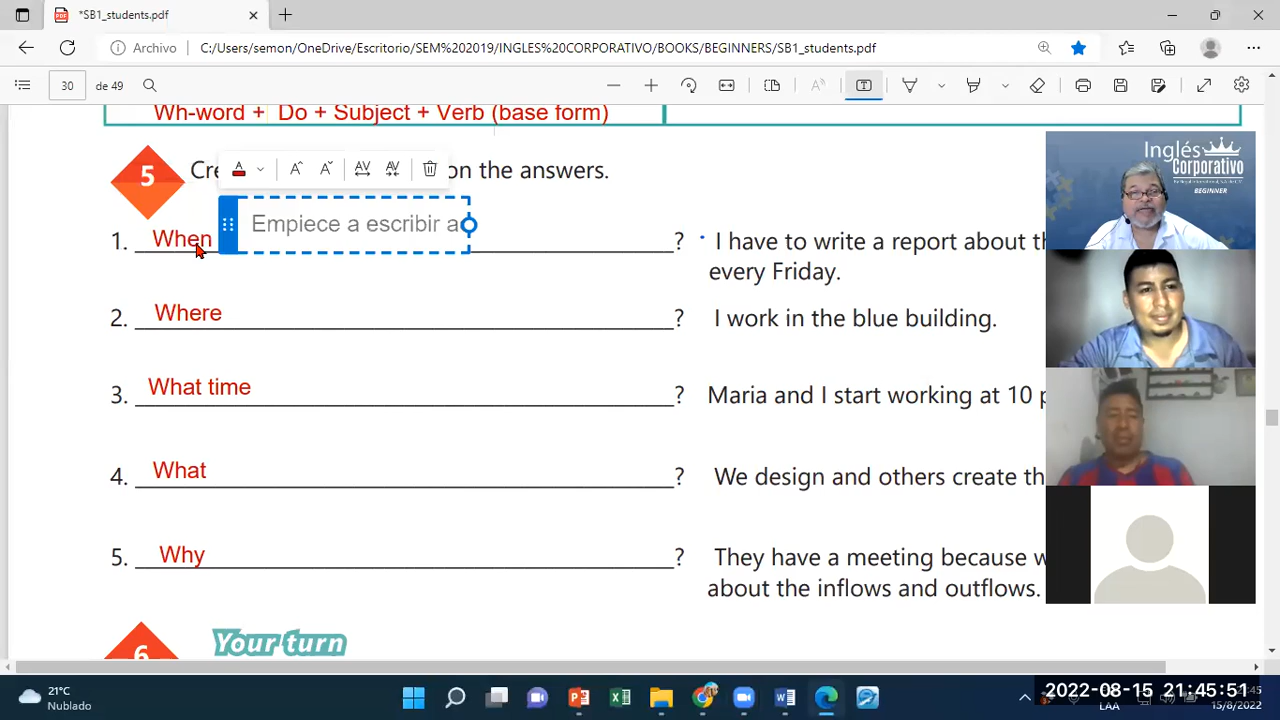 *SB1_students.pdf
Archivo C:/Users/semon/OneDrive/Escritorio/SEM%202019/INGLES%20CORPORATIVO/BOOKS/BEGINNERS/SB1_students.pdf
30 de 49
Wh-word + Do + Subject + Verb (base form)
5 Cre on the answers.
Empiece a escribir a
1. When ? I have to write a report about th
every Friday.
2. Where ? I work in the blue building.
3. What time ? Maria and I start working at 10 p
4. What ? We design and others create th
5. Why ? They have a meeting because w
about the inflows and outflows.
6 Your turn
Inglés
Corporativo
BEGINNER
21°C
Nublado
2022-08-15 21:45:51
LAA 15/8/2022